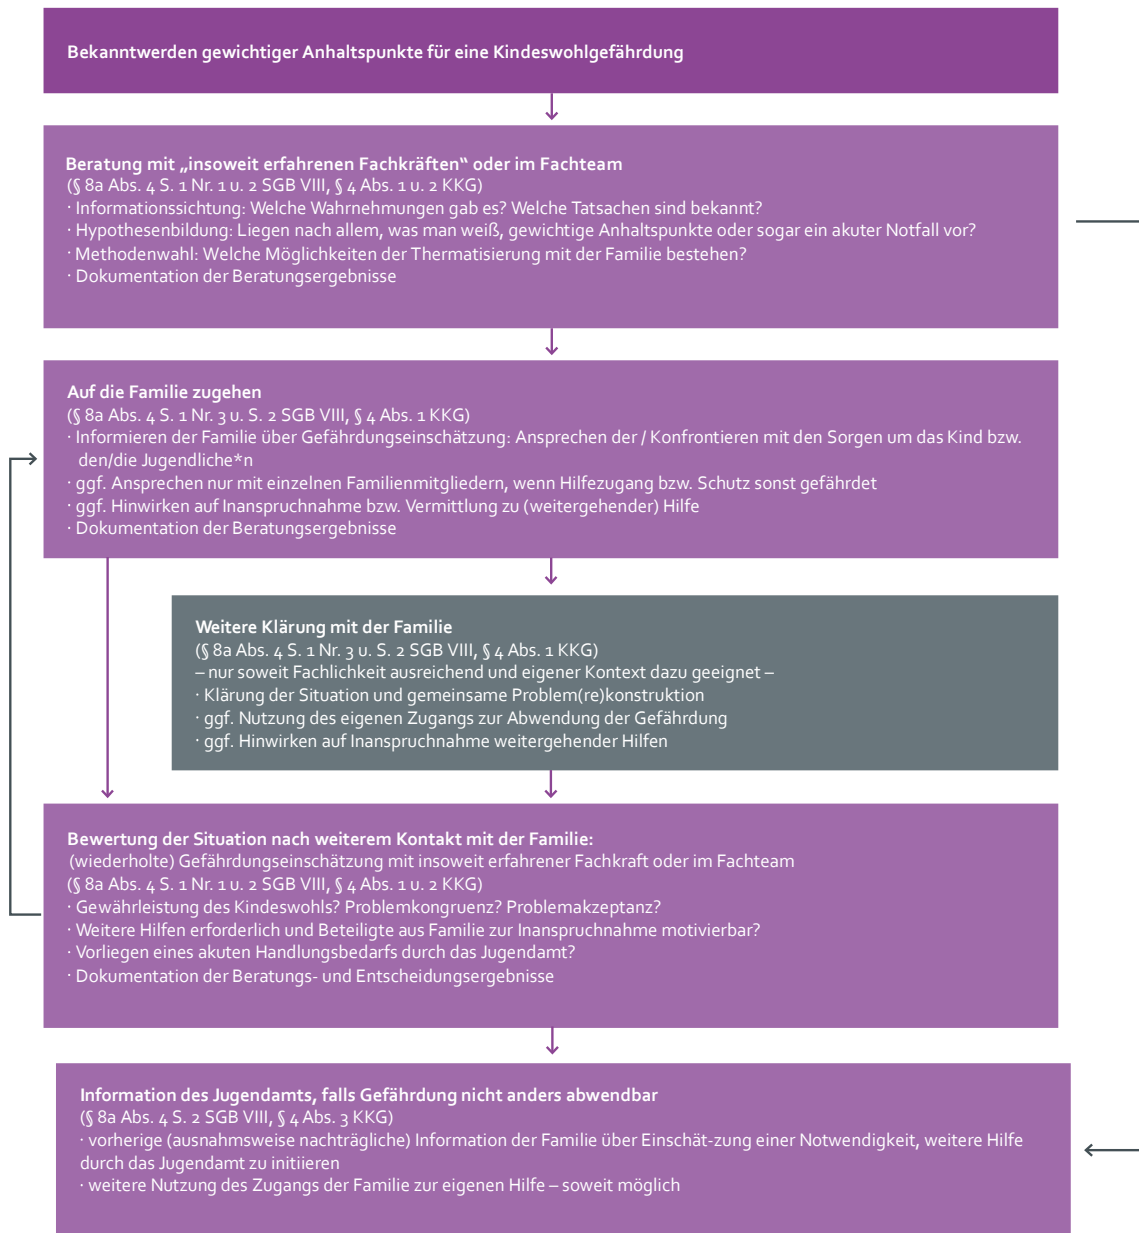 Bekanntwerden gewichtiger Anhaltspunkte für eine Kindeswohlgefährdung
Beratung mit „insoweit erfahrenen Fachkräften“ oder im Fachteam
(§ 8a Abs. 4 S. 1 Nr. 1 u. 2 SGB VIII, § 4 Abs. 1 u. 2 KKG)
· Informationssichtung: Welche Wahrnehmungen gab es? Welche Tatsachen sind bekannt?
· Hypothesenbildung: Liegen nach allem, was man weiß, gewichtige Anhaltspunkte oder sogar ein akuter Notfall vor?
· Methodenwahl: Welche Möglichkeiten der Thermatisierung mit der Familie bestehen?
· Dokumentation der Beratungsergebnisse
Auf die Familie zugehen
(§ 8a Abs. 4 S. 1 Nr. 3 u. S. 2 SGB VIII, § 4 Abs. 1 KKG)
· Informieren der Familie über Gefährdungseinschätzung: Ansprechen der / Konfrontieren mit den Sorgen um das Kind bzw.
den/die Jugendliche*n
· ggf. Ansprechen nur mit einzelnen Familienmitgliedern, wenn Hilfezugang bzw. Schutz sonst gefährdet
· ggf. Hinwirken auf Inanspruchnahme bzw. Vermittlung zu (weitergehender) Hilfe
· Dokumentation der Beratungsergebnisse
Weitere Klärung mit der Familie
(§ 8a Abs. 4 S. 1 Nr. 3 u. S. 2 SGB VIII, § 4 Abs. 1 KKG)
– nur soweit Fachlichkeit ausreichend und eigener Kontext dazu geeignet –
· Klärung der Situation und gemeinsame Problem(re)konstruktion
· ggf. Nutzung des eigenen Zugangs zur Abwendung der Gefährdung
· ggf. Hinwirken auf Inanspruchnahme weitergehender Hilfen
Bewertung der Situation nach weiterem Kontakt mit der Familie:
(wiederholte) Gefährdungseinschätzung mit insoweit erfahrener Fachkraft oder im Fachteam
(§ 8a Abs. 4 S. 1 Nr. 1 u. 2 SGB VIII, § 4 Abs. 1 u. 2 KKG)
· Gewährleistung des Kindeswohls? Problemkongruenz? Problemakzeptanz?
· Weitere Hilfen erforderlich und Beteiligte aus Familie zur Inanspruchnahme motivierbar?
· Vorliegen eines akuten Handlungsbedarfs durch das Jugendamt?
· Dokumentation der Beratungs- und Entscheidungsergebnisse
Information des Jugendamts, falls Gefährdung nicht anders abwendbar
(§ 8a Abs. 4 S. 2 SGB VIII, § 4 Abs. 3 KKG)
· vorherige (ausnahmsweise nachträgliche) Information der Familie über Einschät-zung einer Notwendigkeit, weitere Hilfe
durch das Jugendamt zu initiieren
· weitere Nutzung des Zugangs der Familie zur eigenen Hilfe – soweit möglich